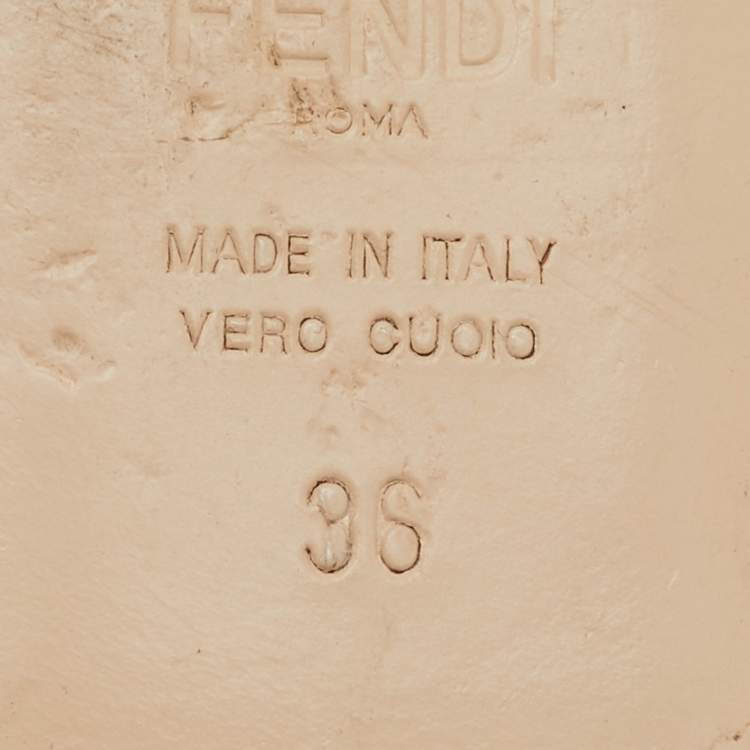 FENDI
ROMA
MADE IN ITALY
VERO CUOIO
36